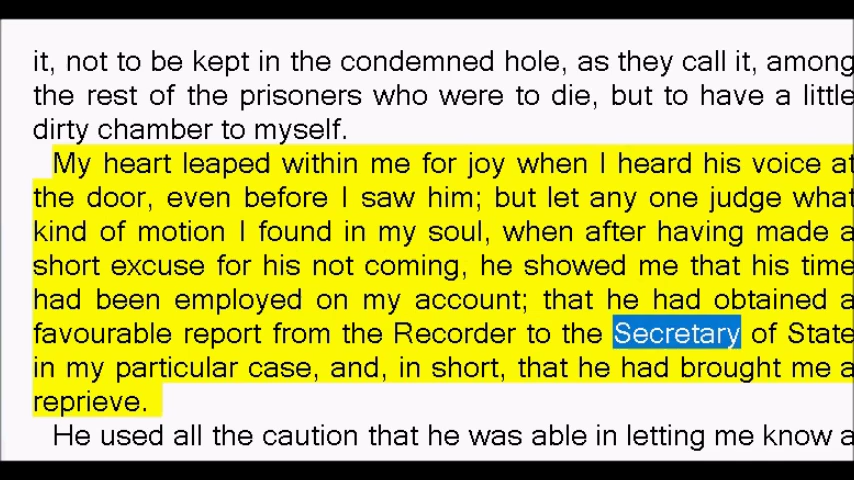 it, not to be kept in the condemned hole, as they call it, among
the rest of the prisoners who were to die, but to have a little
dirty chamber to myself.
My heart leaped within me for joy when I heard his voice at
the door, even before I saw him; but let any one judge what
kind of motion I found in my soul, when after having made a
short excuse for his not coming, he showed me that his time
had been employed on my account; that he had obtained a
favourable report from the Recorder to the Secretary of State
in my particular case, and, in short, that he had brought me a
reprieve.
He used all the caution that he was able in letting me know a